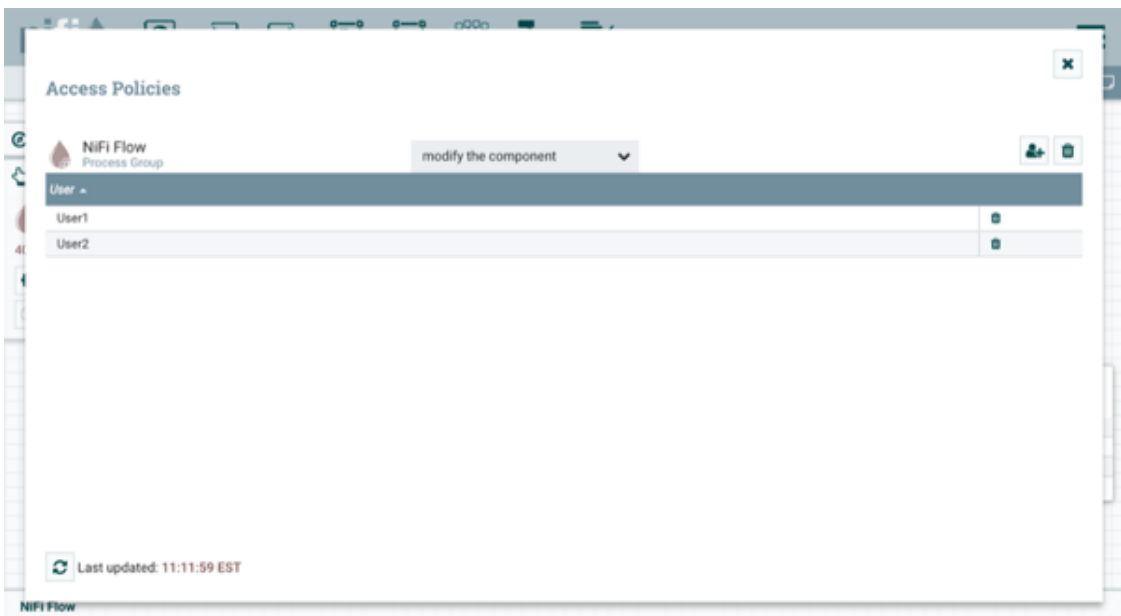 Access Policies
NiFi Flow
Process Group
modify the component
User
User1
User2
Last updated: 11:11:59 EST
NiFi Flow